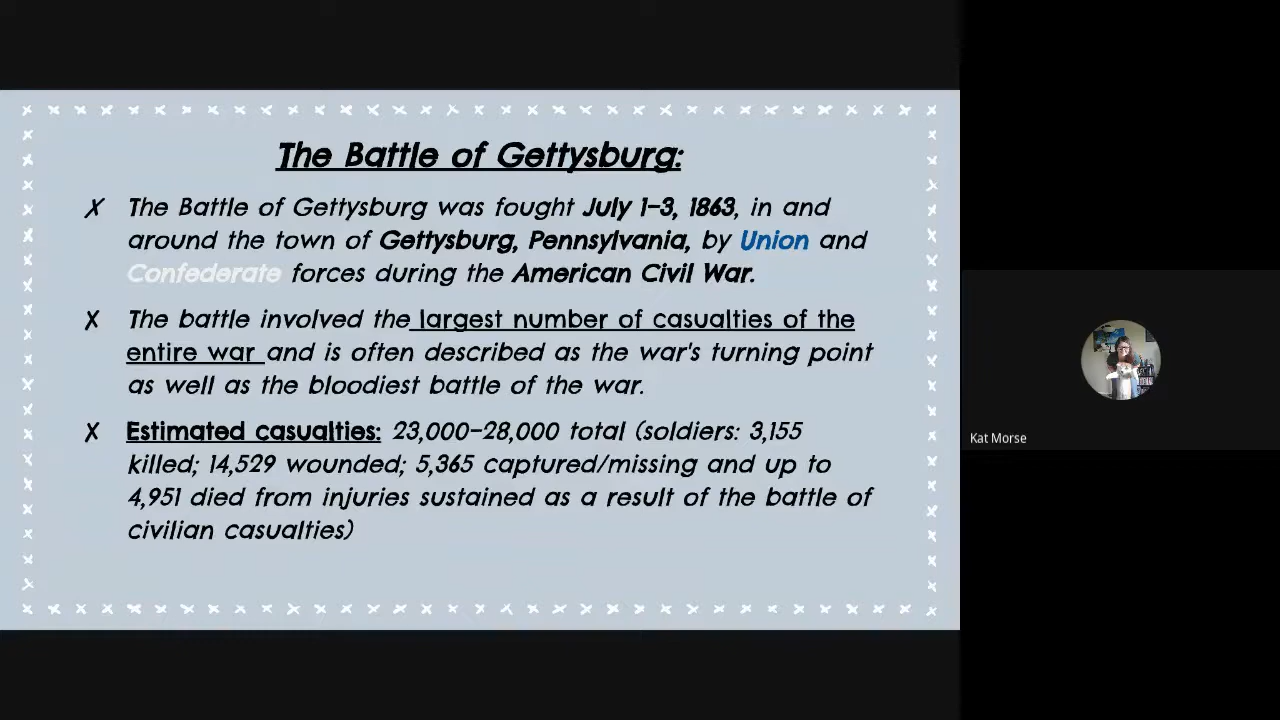 The Battle of Gettysburg:
✗ The Battle of Gettysburg was fought July 1–3, 1863, in and
around the town of Gettysburg, Pennsylvania, by Union and
Confederate forces during the American Civil War.
✗ The battle involved the largest number of casualties of the
entire war and is often described as the war's turning point
as well as the bloodiest battle of the war.
✗ Estimated casualties: 23,000–28,000 total (soldiers: 3,155
killed; 14,529 wounded; 5,365 captured/missing and up to
4,951 died from injuries sustained as a result of the battle of
civilian casualties)
Kat Morse